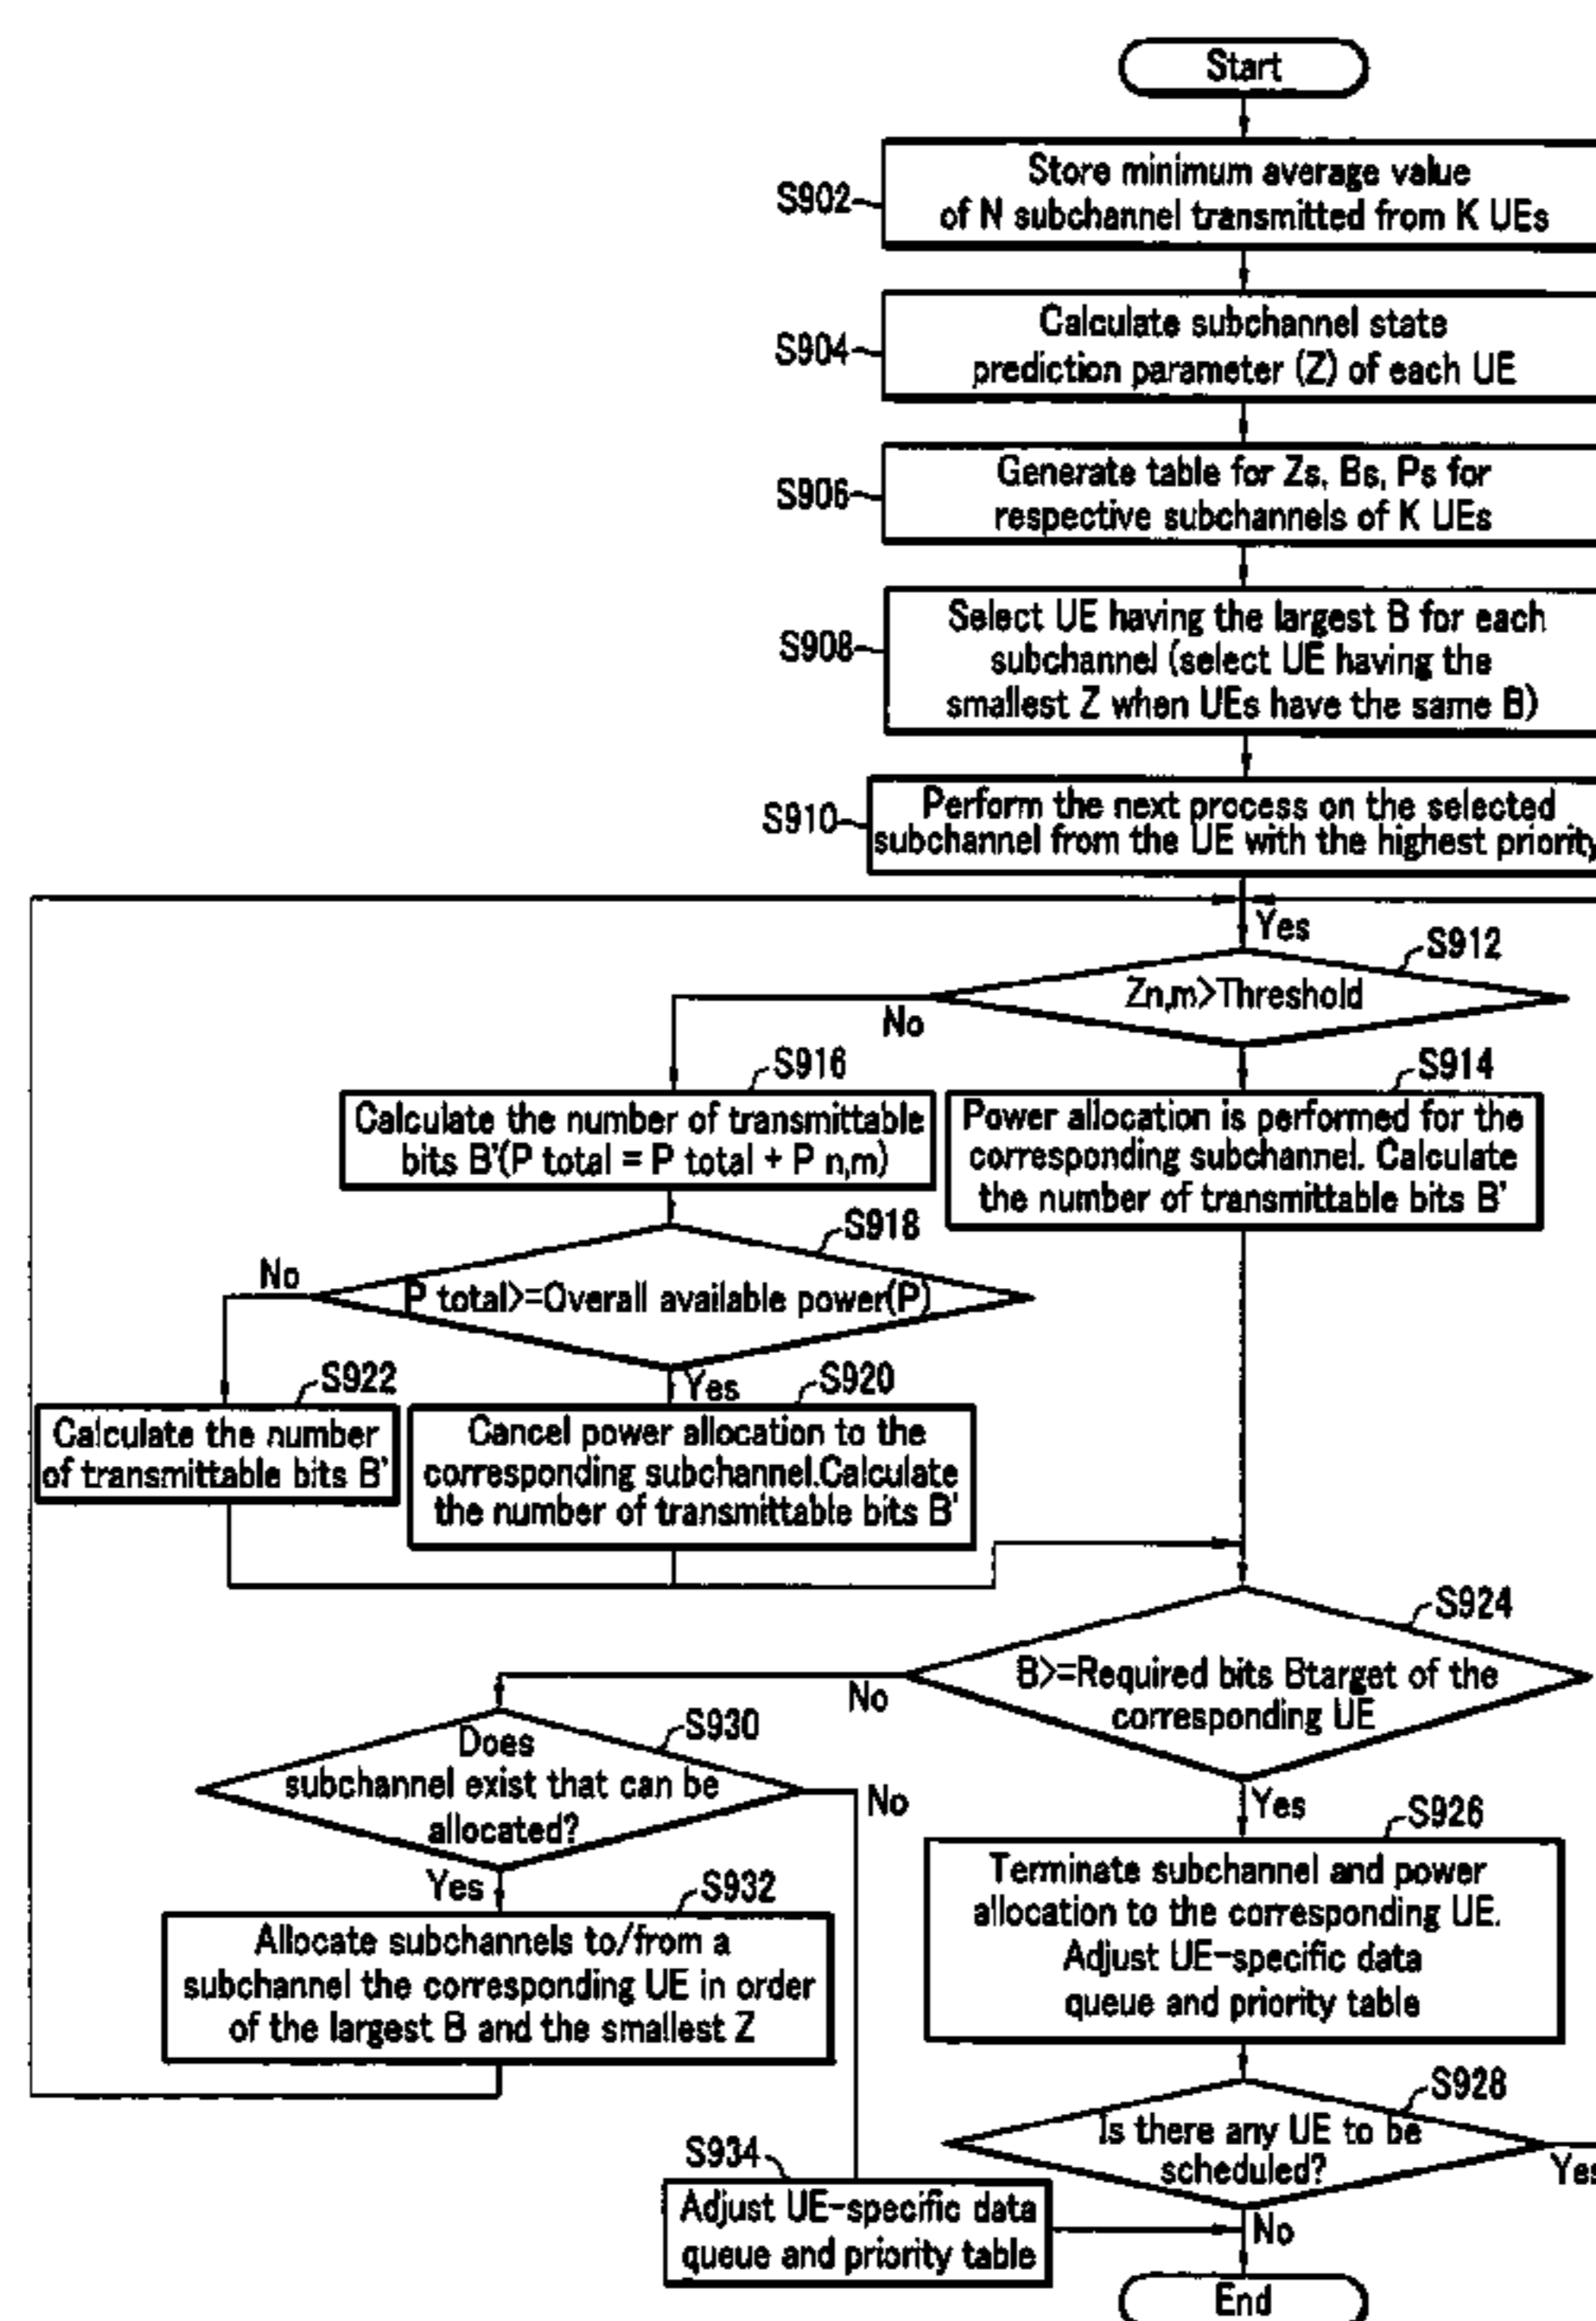 Start
S902
Store minimum average value
of N subchannel transmitted from K UEs
S904
Calculate subchannel state
prediction parameter (Z) of each UE
S906
Generate table for Zs, Bs, Ps for
respective subchannels of K UEs
S908
Select UE having the largest B for each
subchannel (select UE having the
smallest Z when UEs have the same B)
S910
Perform the next process on the selected
subchannel from the UE with the highest priority
Yes
S912
Zn,m>Threshold
No
S916
Calculate the number of transmittable
bits B'(P total = P total + P n,m)
S914
Power allocation is performed for the
corresponding subchannel. Calculate
the number of transmittable bits B'
S918
P total>=Overall available power(P)
No
Yes
S922
Calculate the number
of transmittable bits B'
S920
Cancel power allocation to the
corresponding subchannel.Calculate
the number of transmittable bits B'
S924
B>=Required bits Btarget of the
corresponding UE
No
Yes
S930
Does
subchannel exist that can be
allocated?
No
Yes
S926
Terminate subchannel and power
allocation to the corresponding UE.
Adjust UE-specific data
queue and priority table
S932
Allocate subchannels to/from a
subchannel the corresponding UE in order
of the largest B and the smallest Z
S928
Is there any UE to be
scheduled?
Yes
No
S934
Adjust UE-specific data
queue and priority table
End